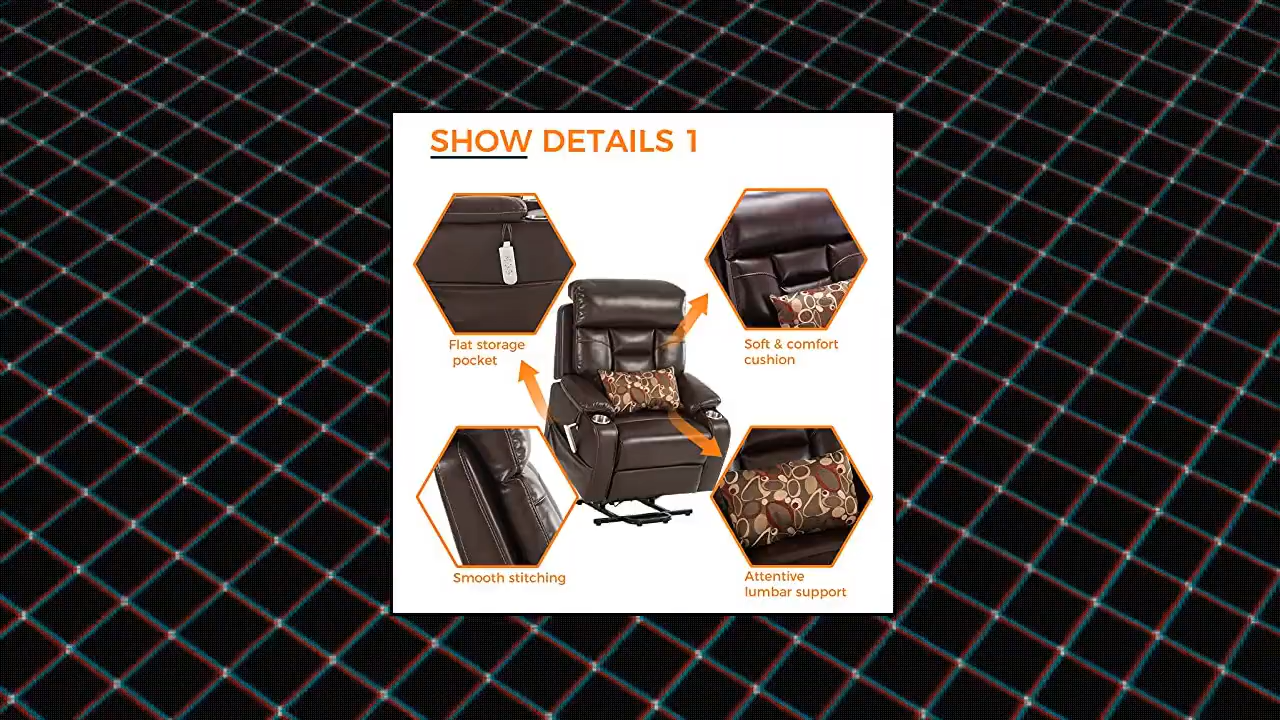 SHOW DETAILS 1
Flat storage
pocket
Soft & comfort
cushion
Smooth stitching
Attentive
lumbar support